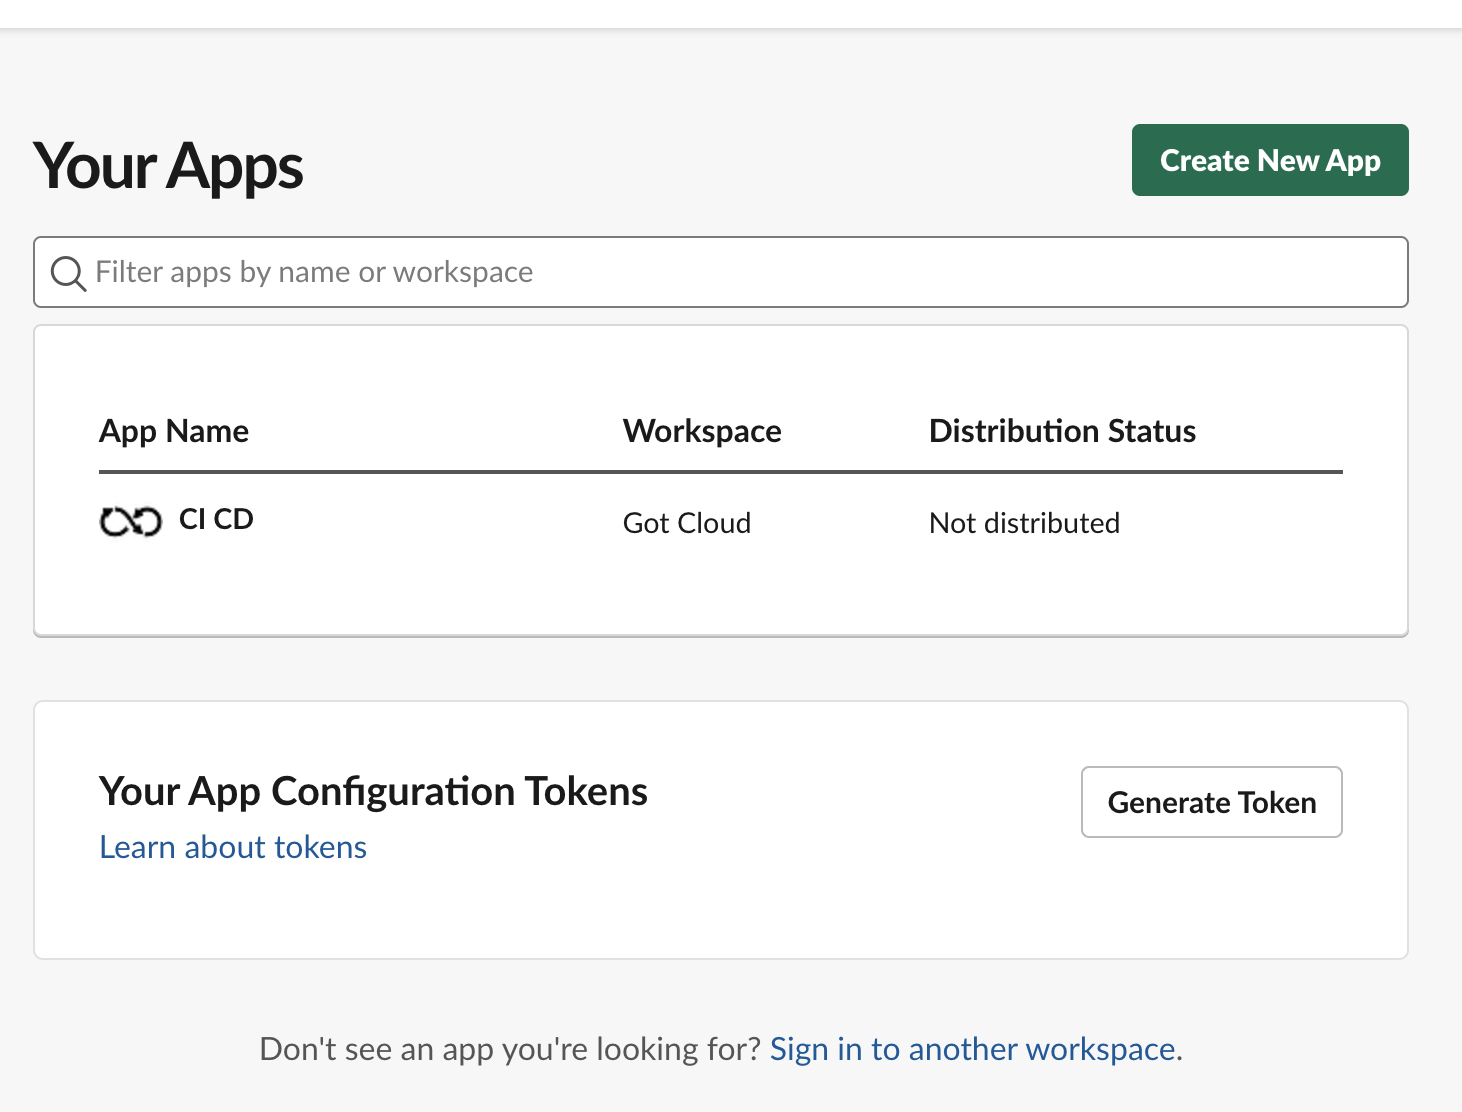 Your Apps
Create New App
Filter apps by name or workspace
App Name Workspace Distribution Status
CI CD Got Cloud Not distributed
Your App Configuration Tokens
Generate Token
Learn about tokens
Don't see an app you're looking for? Sign in to another workspace.